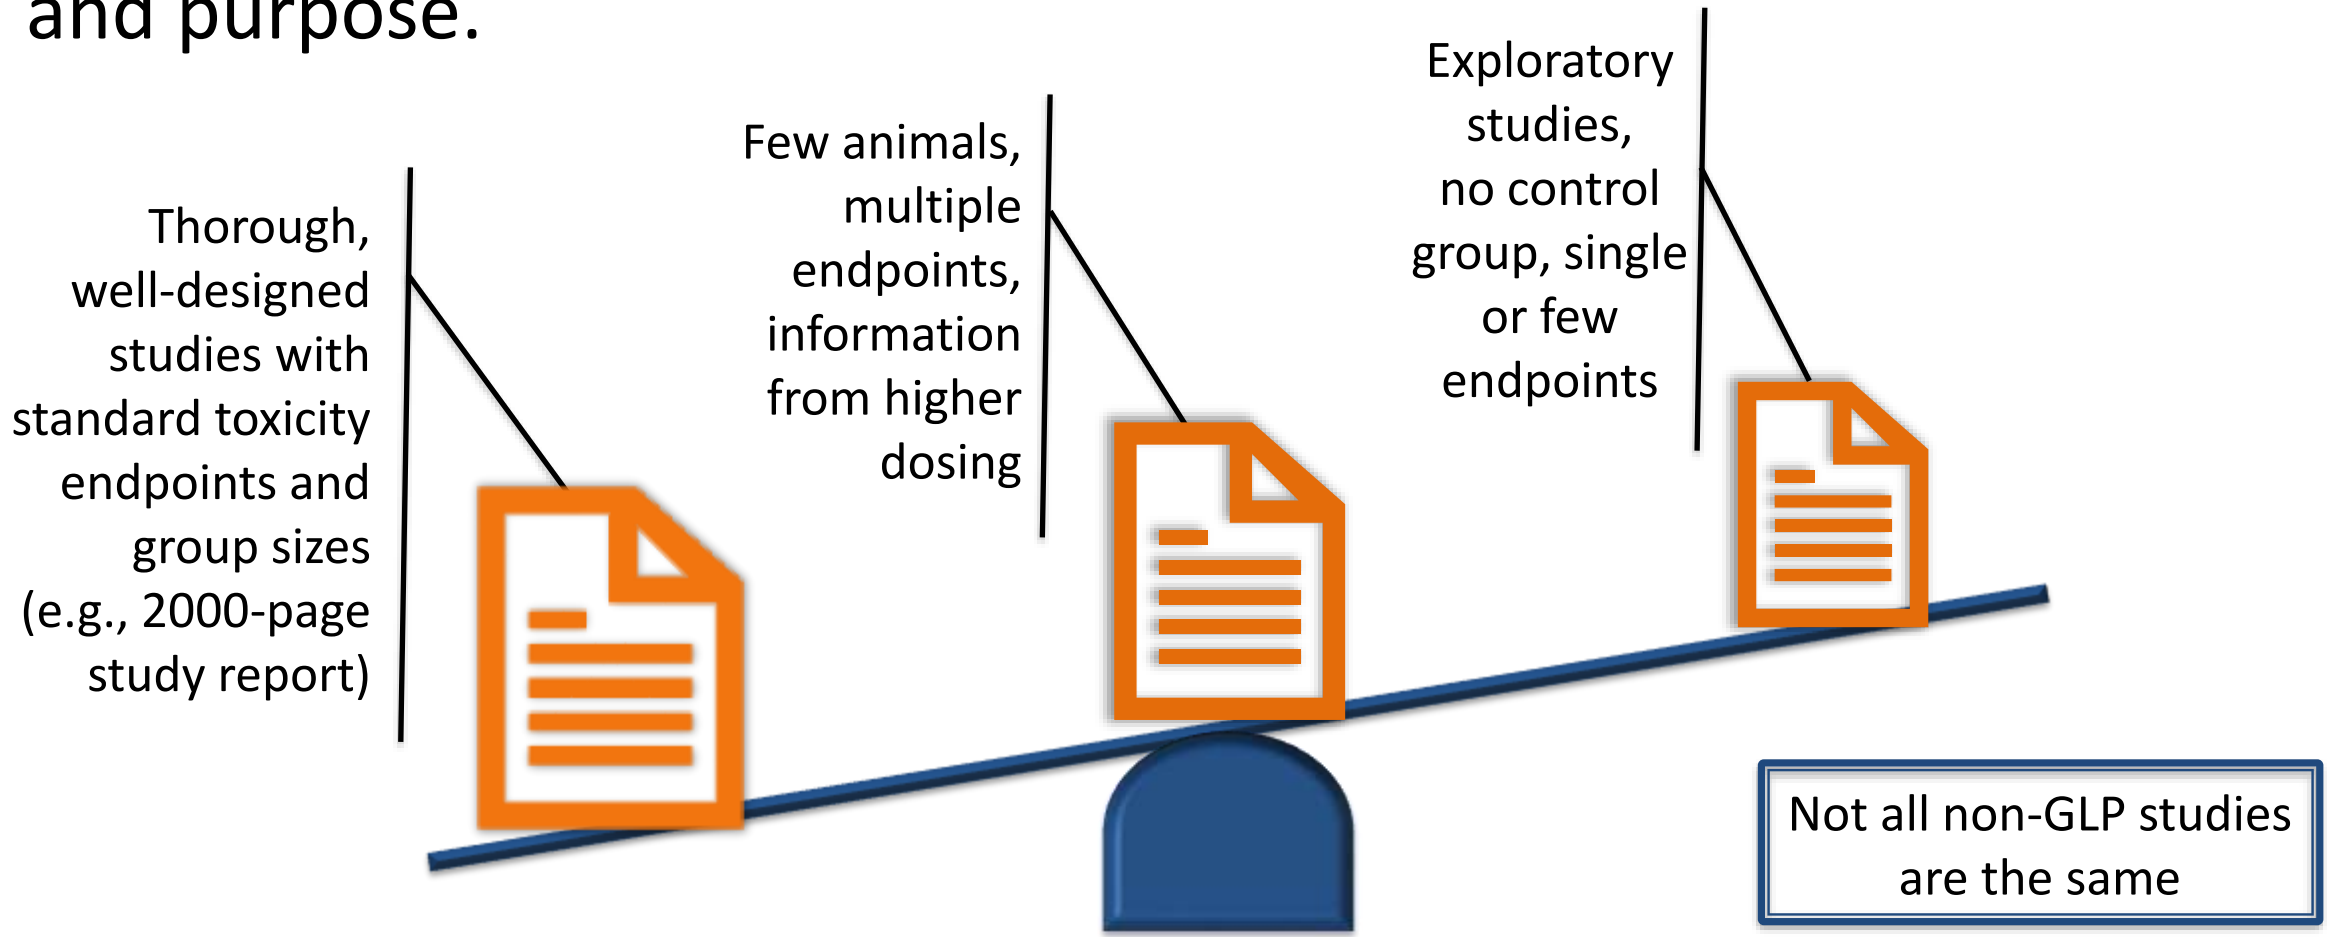 and purpose.
Thorough,
well-designed
studies with
standard toxicity
endpoints and
group sizes
(e.g., 2000-page
study report)
Few animals,
multiple
endpoints,
information
from higher
dosing
Exploratory
studies,
no control
group, single
or few
endpoints
Not all non-GLP studies
are the same